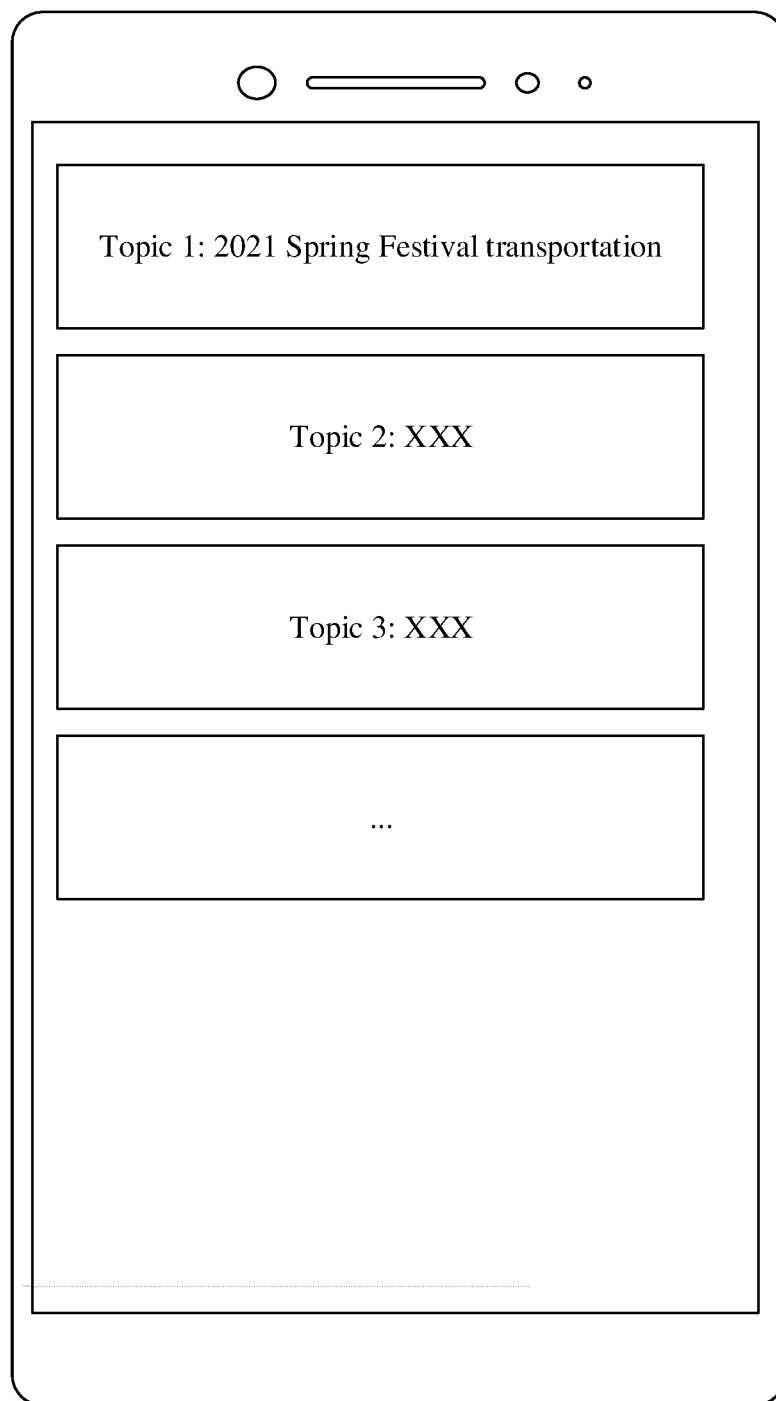 Topic 1: 2021 Spring Festival transportation
Topic 2: XXX
Topic 3: XXX
...